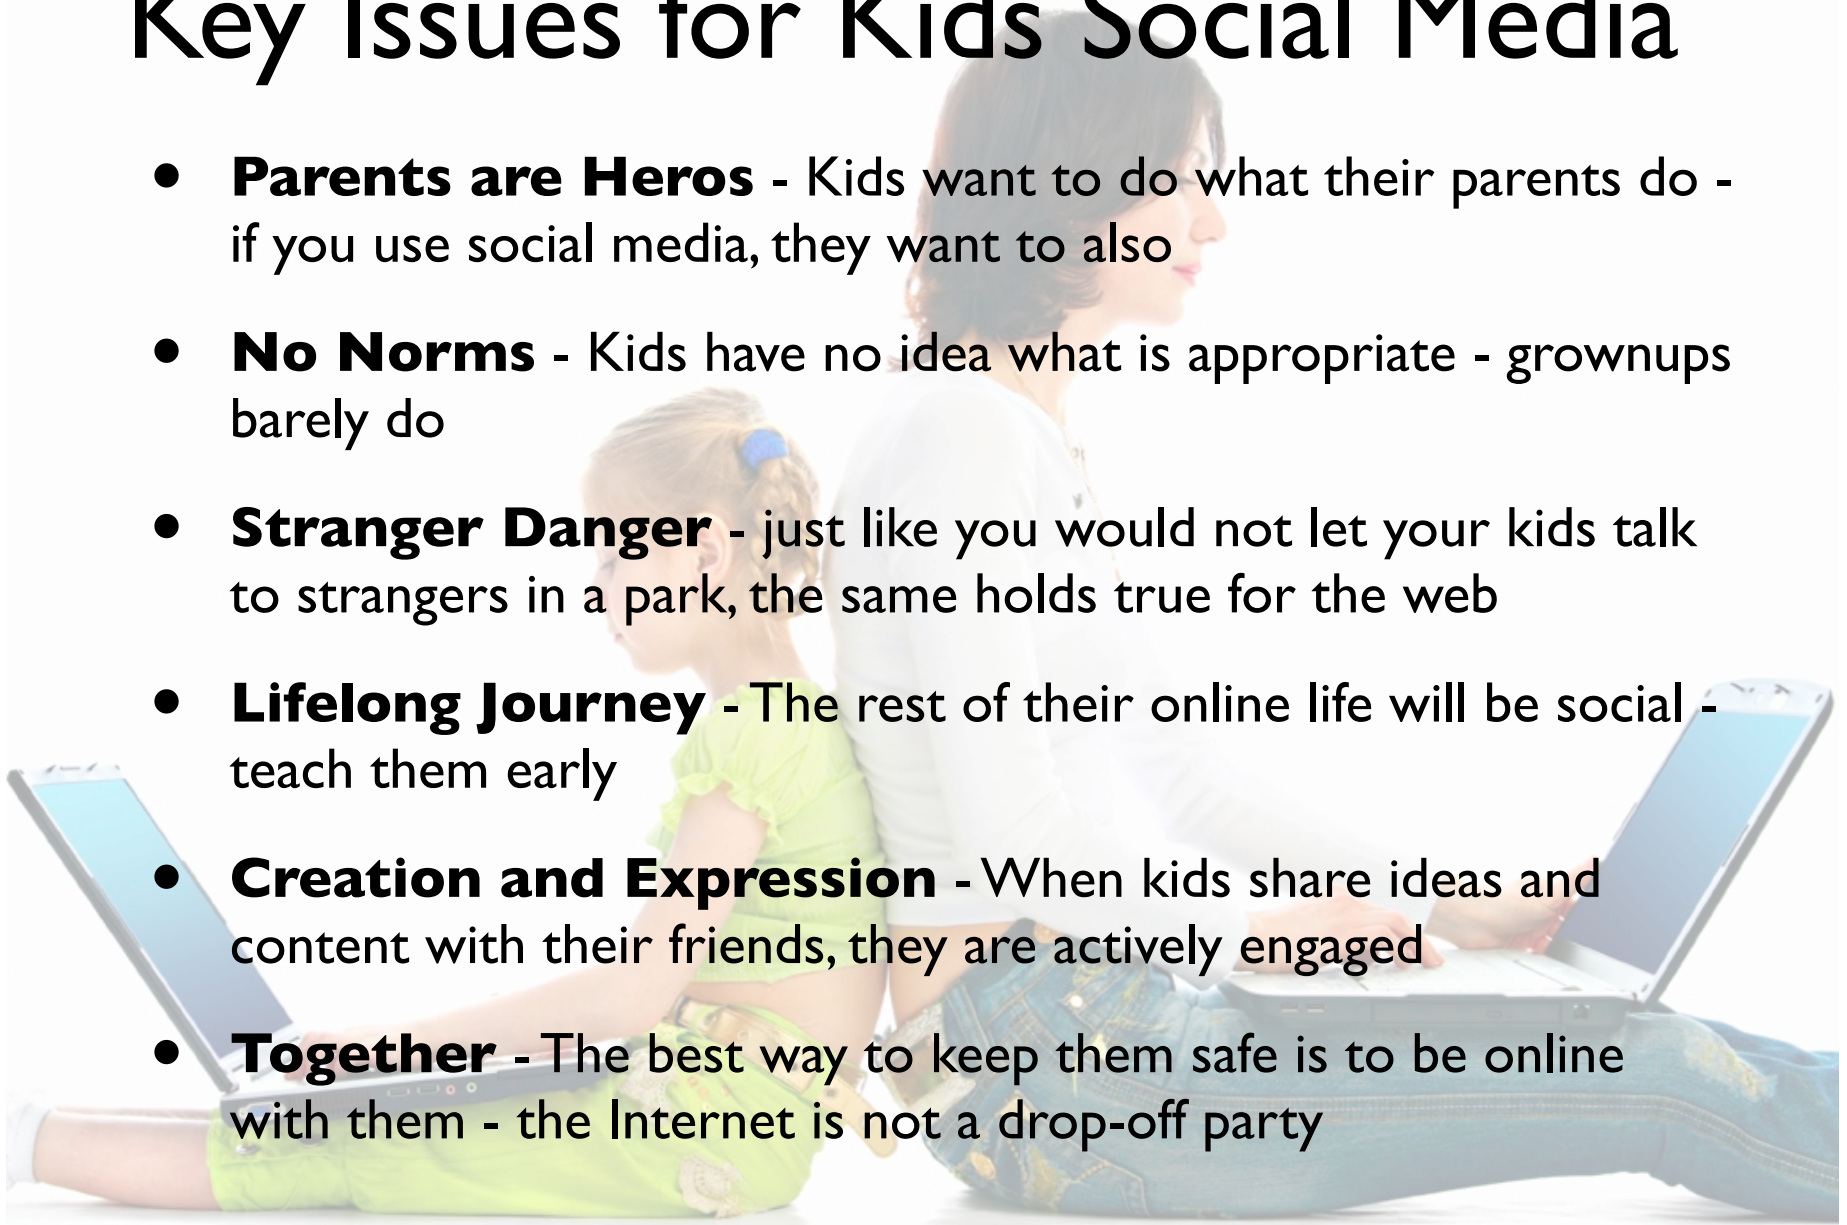 Key Issues for Kids Social Media
• Parents are Heros - Kids want to do what their parents do -
if you use social media, they want to also
• No Norms - Kids have no idea what is appropriate - grownups
barely do
• Stranger Danger - just like you would not let your kids talk
to strangers in a park, the same holds true for the web
• Lifelong Journey - The rest of their online life will be social -
teach them early
• Creation and Expression - When kids share ideas and
content with their friends, they are actively engaged
• Together - The best way to keep them safe is to be online
with them - the Internet is not a drop-off party